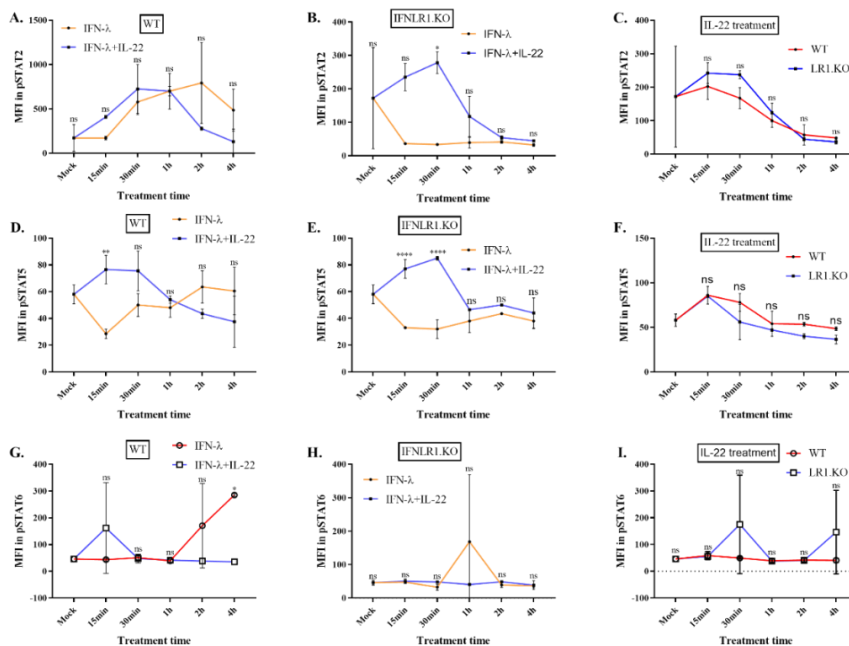 A.
WT
IFN-λ
IFN-λ+IL-22
MFI in pSTAT2
1500
1000
500
0
ns
ns
ns
ns
ns
ns
Mock
15min
30min
1h
2h
4h
Treatment time
B.
IFNLR1.KO
IFN-λ
IFN-λ+IL-22
MFI in pSTAT2
400
300
200
100
0
ns
ns
*
ns
ns
ns
Mock
15min
30min
1h
2h
4h
Treatment time
C.
IL-22 treatment
WT
LR1.KO
MFI in pSTAT2
400
300
200
100
0
ns
ns
ns
ns
ns
ns
Mock
15min
30min
1h
2h
4h
Treatment time
D.
WT
IFN-λ
IFN-λ+IL-22
MFI in pSTAT5
100
80
60
40
20
0
**
ns
ns
ns
ns
Mock
15min
30min
1h
2h
4h
Treatment time
E.
IFNLR1.KO
IFN-λ
IFN-λ+IL-22
MFI in pSTAT5
100
80
60
40
20
0
****
****
ns
ns
ns
Mock
15min
30min
1h
2h
4h
Treatment time
F.
IL-22 treatment
WT
LR1.KO
MFI in pSTAT5
150
100
50
0
ns
ns
ns
ns
ns
Mock
15min
30min
1h
2h
4h
Treatment time
G.
WT
IFN-λ
IFN-λ+IL-22
MFI in pSTAT6
400
300
200
100
0
-100
ns
ns
ns
ns
*
Mock
15min
30min
1h
2h
4h
Treatment time
H.
IFNLR1.KO
IFN-λ
IFN-λ+IL-22
MFI in pSTAT6
400
300
200
100
0
-100
ns
ns
ns
ns
ns
ns
Mock
15min
30min
1h
2h
4h
Treatment time
I.
IL-22 treatment
WT
LR1.KO
MFI in pSTAT6
400
300
200
100
0
-100
ns
ns
ns
ns
ns
ns
Mock
15min
30min
1h
2h
4h
Treatment time